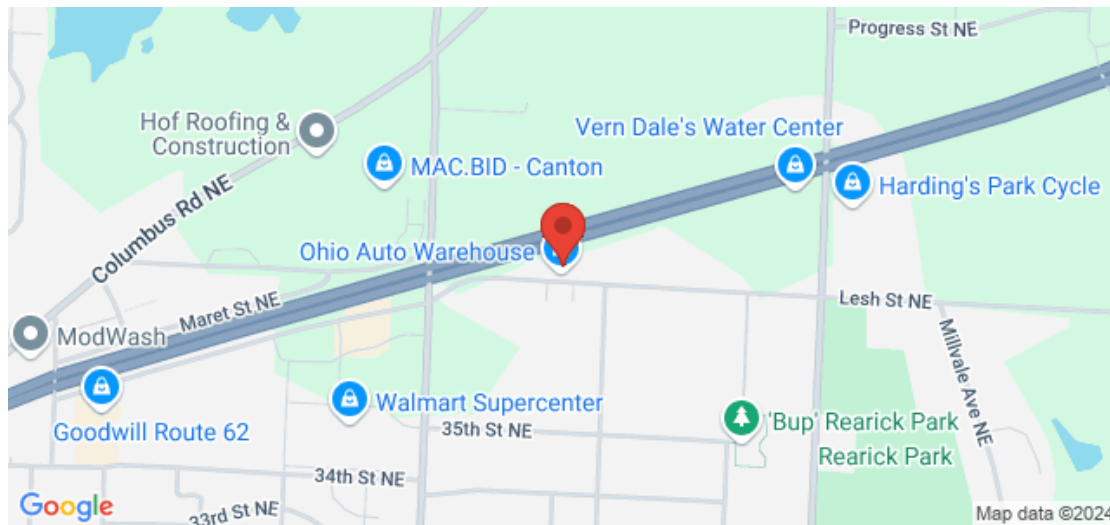 Progress St NE
Hof Roofing &
Construction
Vern Dale's Water Center
MAC.BID - Canton
Harding's Park Cycle
Columbus Rd NE
Ohio Auto Warehouse
Maret St NE
Lesh St NE
ModWash
Millvale Ave NE
Walmart Supercenter
Goodwill Route 62
35th St NE
'Bup' Rearick Park
Rearick Park
34th St NE
33rd St NE
Google
Map data ©2024